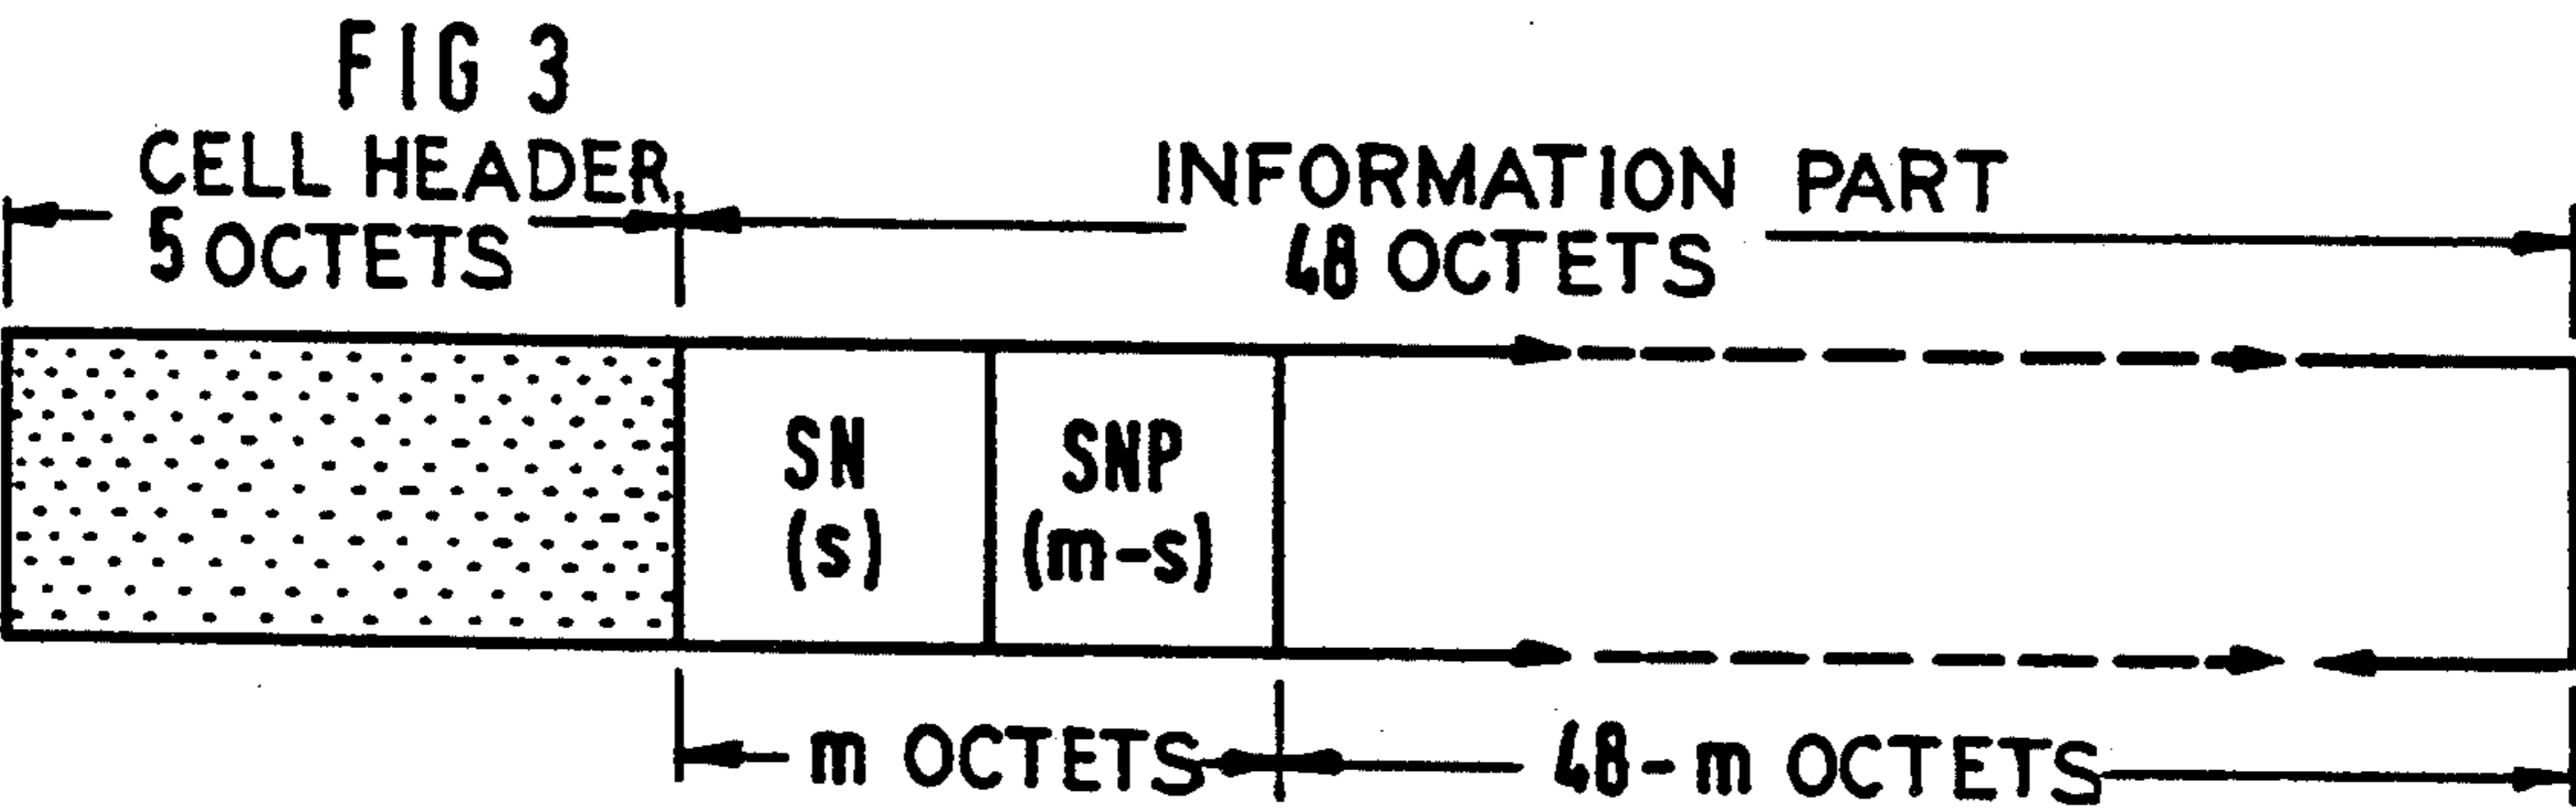 FIG 3
CELL HEADER
5 OCTETS
INFORMATION PART
48 OCTETS
SN
(s)
SNP
(m-s)
m OCTETS
48-m OCTETS